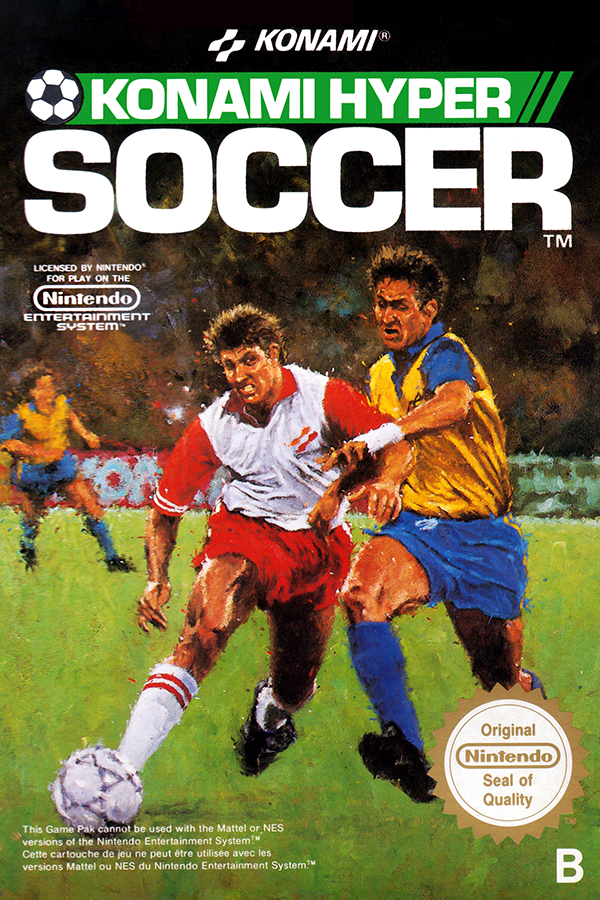 KONAMI®
KONAMI HYPER
SOCCER
TM
LICENSED BY NINTENDO®
FOR PLAY ON THE
Nintendo
ENTERTAINMENT
SYSTEM™
Original
Nintendo
Seal of
Quality
TM
This Game Pak cannot be used with the Mattel or NES
versions of the Nintendo Entertainment System.™
Cette cartouche de jeu ne peut être utilisée avec les
versions Mattel ou NES du Nintendo Entertainment System.™
B